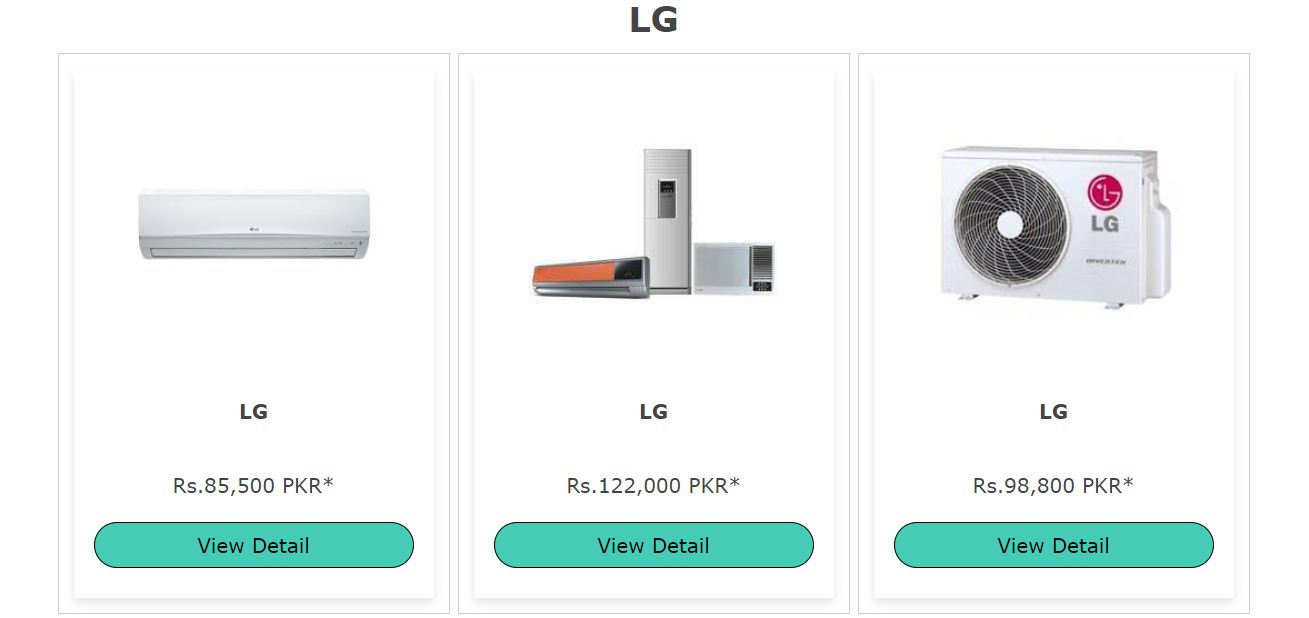 LG
LG
LG
INVERTER
LG
LG
LG
Rs.85,500 PKR*
Rs.122,000 PKR*
Rs.98,800 PKR*
View Detail
View Detail
View Detail